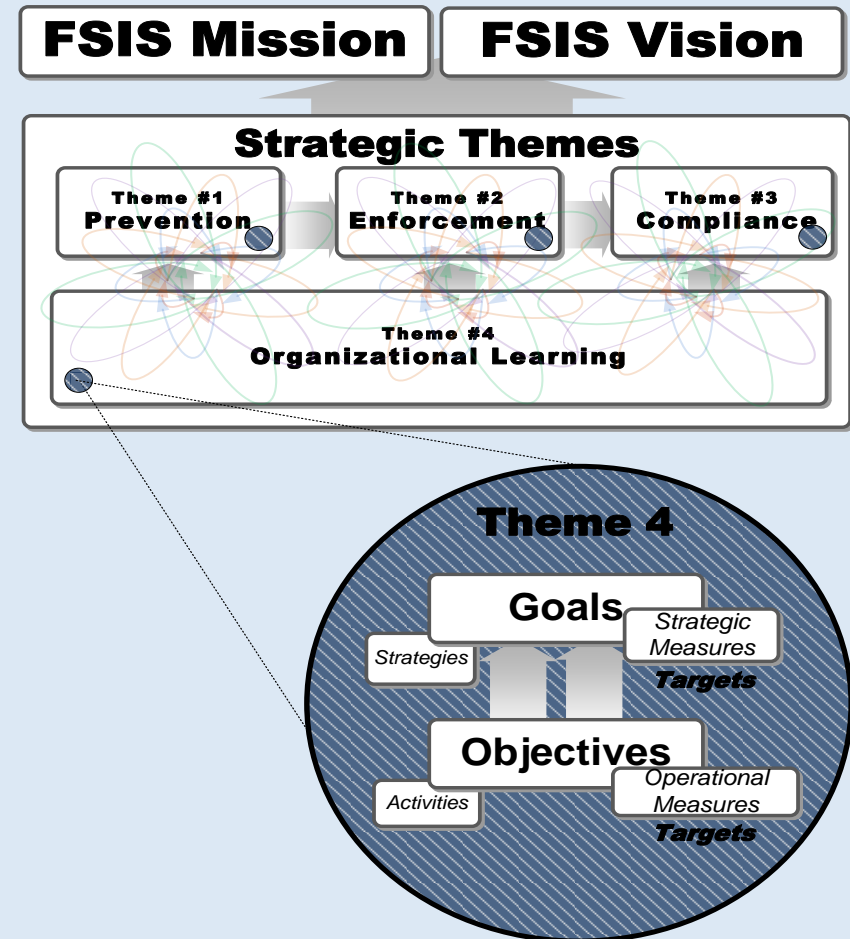 FSIS Mission
FSIS Vision
Strategic Themes
Theme #1
Prevention
Theme #2
Enforcement
Theme #3
Compliance
Theme #4
Organizational Learning
Theme 4
Goals
Strategies
Strategic
Measures
Targets
Objectives
Activities
Operational
Measures
Targets